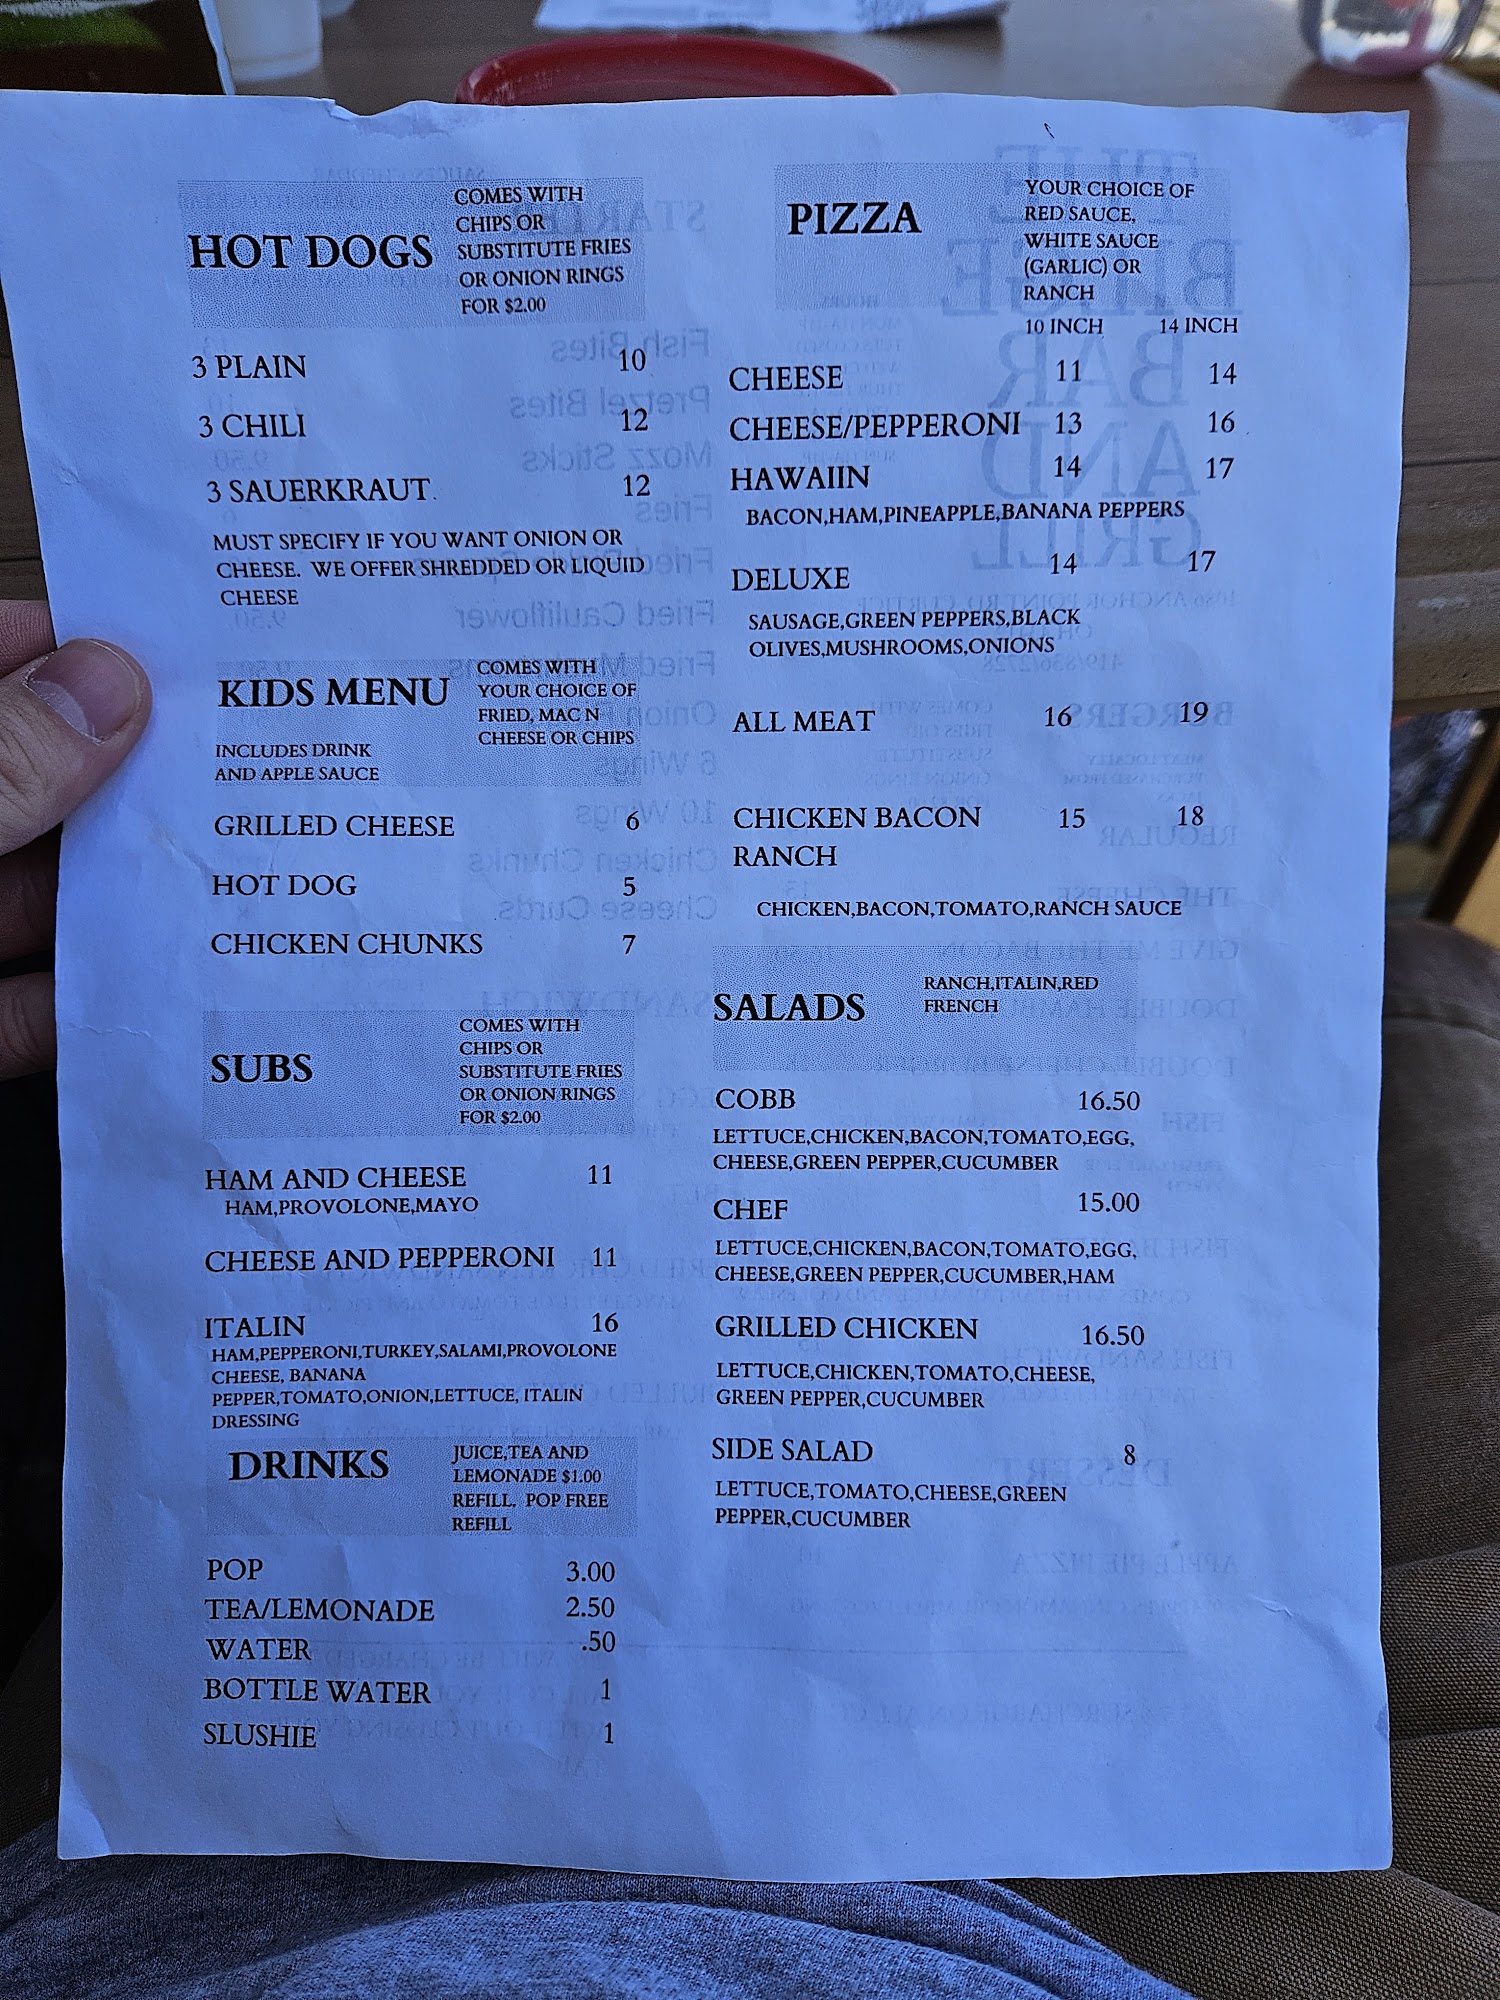 HOT DOGS
COMES WITH
CHIPS OR
SUBSTITUTE FRIES
OR ONION RINGS
FOR $2.00
3 PLAIN 10
3 CHILI 12
3 SAUERKRAUT. 12
MUST SPECIFY IF YOU WANT ONION OR
CHEESE. WE OFFER SHREDDED OR LIQUID
CHEESE
KIDS MENU
COMES WITH
YOUR CHOICE OF
FRIED, MAC N
CHEESE OR CHIPS
INCLUDES DRINK
AND APPLE SAUCE
GRILLED CHEESE 6
HOT DOG 5
CHICKEN CHUNKS 7
SUBS
COMES WITH
CHIPS OR
SUBSTITUTE FRIES
OR ONION RINGS
FOR $2.00
HAM AND CHEESE 11
HAM,PROVOLONE,MAYO
CHEESE AND PEPPERONI 11
ITALIN 16
HAM,PEPPERONI,TURKEY,SALAMI,PROVOLONE
CHEESE, BANANA
PEPPER,TOMATO,ONION,LETTUCE, ITALIN
DRESSING
DRINKS
JUICE,TEA AND
LEMONADE $1.00
REFILL. POP FREE
REFILL
POP 3.00
TEA/LEMONADE 2.50
WATER .50
BOTTLE WATER 1
SLUSHIE 1
PIZZA
YOUR CHOICE OF
RED SAUCE,
WHITE SAUCE
(GARLIC) OR
RANCH
10 INCH 14 INCH
CHEESE 11 14
CHEESE/PEPPERONI 13 16
HAWAIIN 14 17
BACON,HAM,PINEAPPLE,BANANA PEPPERS
DELUXE 14 17
SAUSAGE,GREEN PEPPERS,BLACK
OLIVES,MUSHROOMS,ONIONS
ALL MEAT 16 19
CHICKEN BACON 15 18
RANCH
CHICKEN,BACON,TOMATO,RANCH SAUCE
SALADS
RANCH,ITALIN,RED
FRENCH
COBB 16.50
LETTUCE,CHICKEN,BACON,TOMATO,EGG,
CHEESE,GREEN PEPPER,CUCUMBER
CHEF 15.00
LETTUCE,CHICKEN,BACON,TOMATO,EGG,
CHEESE,GREEN PEPPER,CUCUMBER,HAM
GRILLED CHICKEN 16.50
LETTUCE,CHICKEN,TOMATO,CHEESE,
GREEN PEPPER,CUCUMBER
SIDE SALAD 8
LETTUCE,TOMATO,CHEESE,GREEN
PEPPER,CUCUMBER